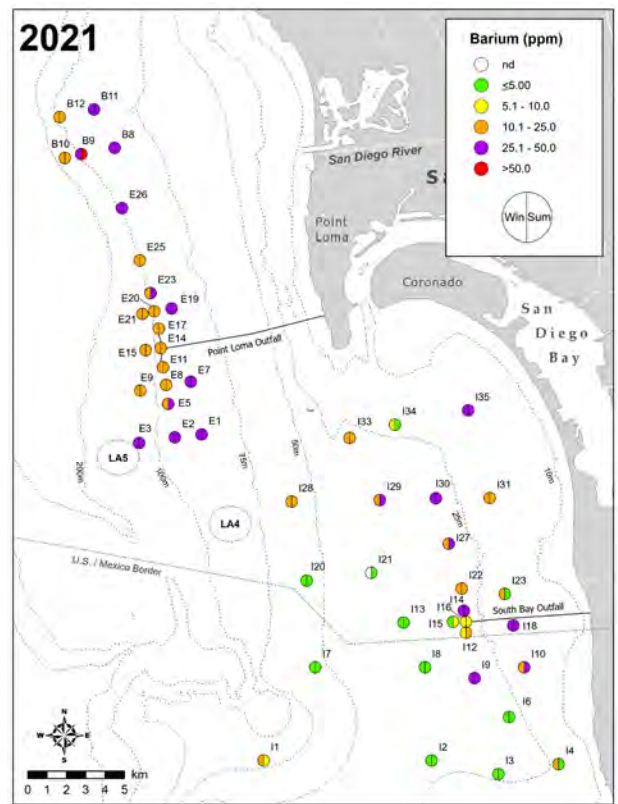 2021
Barium (ppm)
nd
≤5.00
5.1 - 10.0
10.1 - 25.0
25.1 - 50.0
>50.0
Win Sum
B12
B11
B10
B9
B8
San Diego River
S
Point
Loma
E26
Coronado
E25
San
Diego
Bay
E23
E20
E19
E21
E17
E14
Point Loma Outfall
E15
E11
E9
E8
E7
E5
I35
I34
I33
E3
E2
E1
LA5
200m
100m
75m
50m
10m
I28
I29
I30
I31
25m
LA4
I27
U.S. / Mexico Border
I20
I21
I22
I23
I14
I16
South Bay Outfall
I13
I15
I18
I12
I7
I8
I9
I10
I6
I1
I2
I3
I4
N
W E
S
0 1 2 3 4 5
km